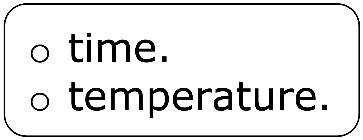 ○ time.
○ temperature.